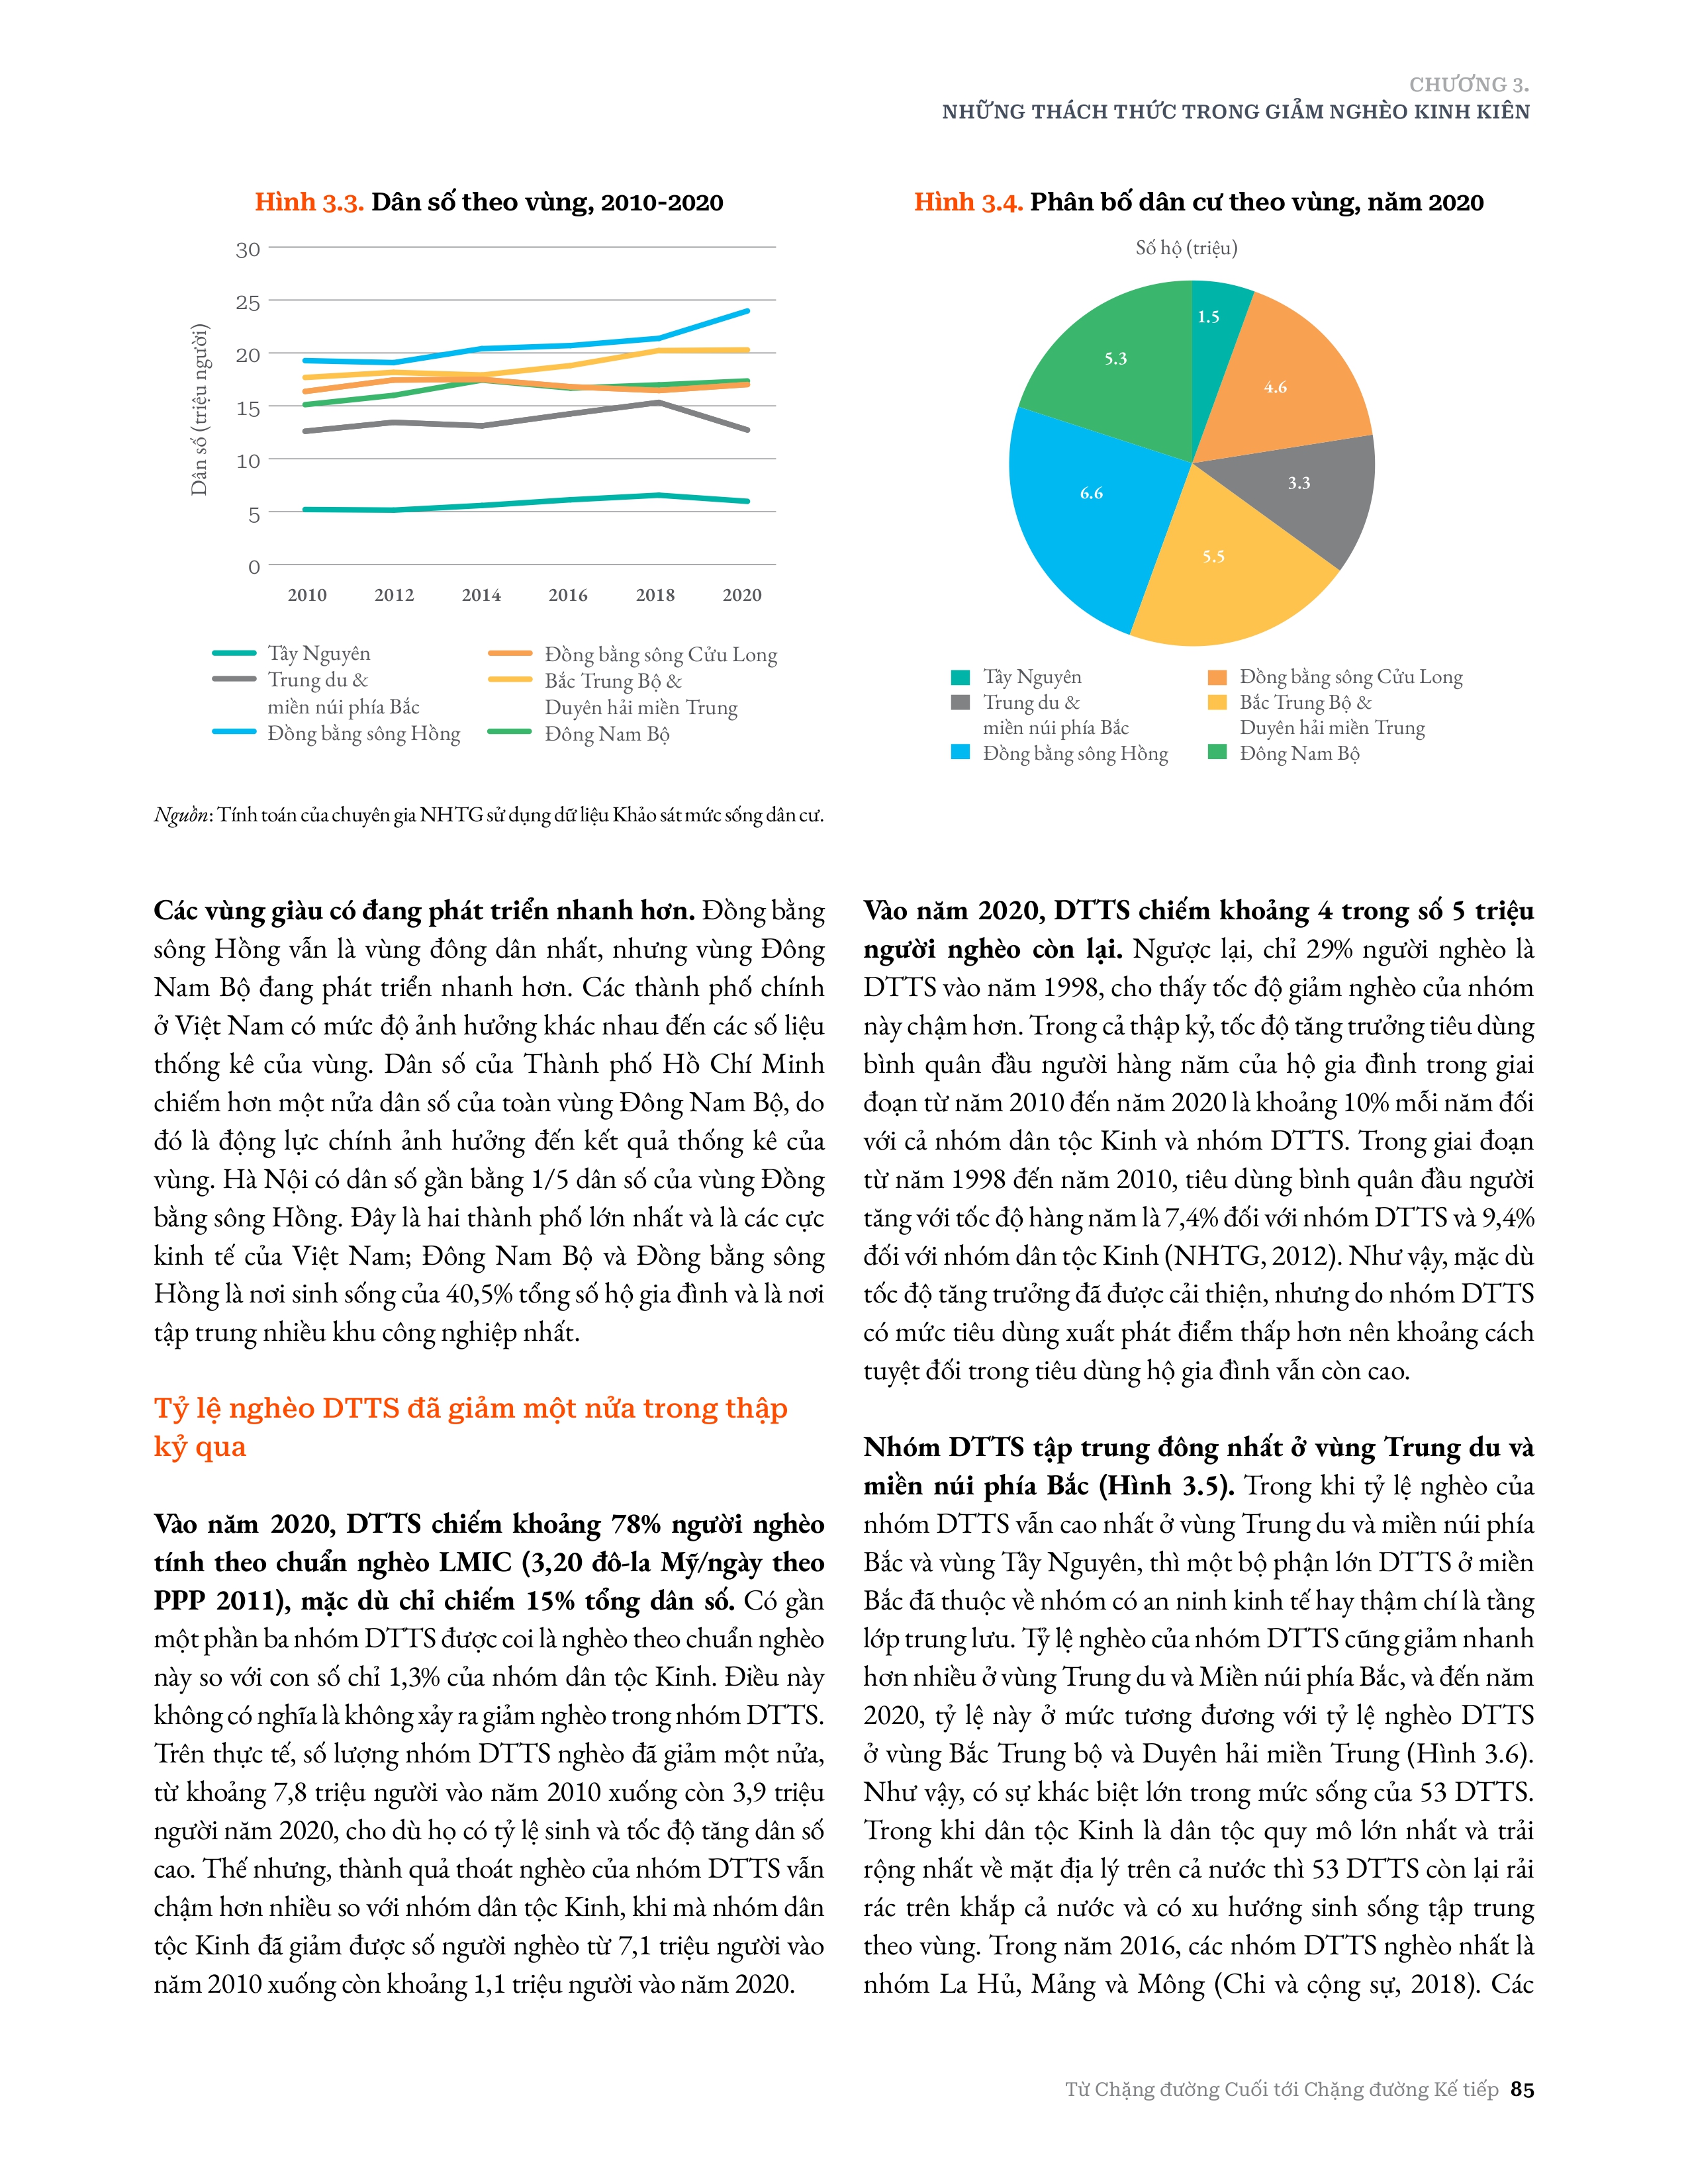 CHƯƠNG 3.
NHỮNG THÁCH THỨC TRONG GIẢM NGHÈO KINH KIÊN
Hình 3.3. Dân số theo vùng, 2010-2020
Dân số (triệu người)
30
25
20
15
10
5
0
2010 2012 2014 2016 2018 2020
Tây Nguyên
Trung du &
miền núi phía Bắc
Đồng bằng sông Hồng
Đồng bằng sông Cửu Long
Bắc Trung Bộ &
Duyên hải miền Trung
Đông Nam Bộ
Hình 3.4. Phân bố dân cư theo vùng, năm 2020
Số hộ (triệu)
1.5
4.6
3.3
5.5
6.6
5.3
Tây Nguyên
Trung du &
miền núi phía Bắc
Đồng bằng sông Hồng
Đồng bằng sông Cửu Long
Bắc Trung Bộ &
Duyên hải miền Trung
Đông Nam Bộ
Nguồn: Tính toán của chuyên gia NHTG sử dụng dữ liệu Khảo sát mức sống dân cư.
Các vùng giàu có đang phát triển nhanh hơn. Đồng bằng
sông Hồng vẫn là vùng đông dân nhất, nhưng vùng Đông
Nam Bộ đang phát triển nhanh hơn. Các thành phố chính
ở Việt Nam có mức độ ảnh hưởng khác nhau đến các số liệu
thống kê của vùng. Dân số của Thành phố Hồ Chí Minh
chiếm hơn một nửa dân số của toàn vùng Đông Nam Bộ, do
đó là động lực chính ảnh hưởng đến kết quả thống kê của
vùng. Hà Nội có dân số gần bằng 1/5 dân số của vùng Đồng
bằng sông Hồng. Đây là hai thành phố lớn nhất và là các cực
kinh tế của Việt Nam; Đông Nam Bộ và Đồng bằng sông
Hồng là nơi sinh sống của 40,5% tổng số hộ gia đình và là nơi
tập trung nhiều khu công nghiệp nhất.
Tỷ lệ nghèo DTTS đã giảm một nửa trong thập
kỷ qua
Vào năm 2020, DTTS chiếm khoảng 78% người nghèo
tính theo chuẩn nghèo LMIC (3,20 đô-la Mỹ/ngày theo
PPP 2011), mặc dù chỉ chiếm 15% tổng dân số. Có gần
một phần ba nhóm DTTS được coi là nghèo theo chuẩn nghèo
này so với con số chỉ 1,3% của nhóm dân tộc Kinh. Điều này
không có nghĩa là không xảy ra giảm nghèo trong nhóm DTTS.
Trên thực tế, số lượng nhóm DTTS nghèo đã giảm một nửa,
từ khoảng 7,8 triệu người vào năm 2010 xuống còn 3,9 triệu
người năm 2020, cho dù họ có tỷ lệ sinh và tốc độ tăng dân số
cao. Thế nhưng, thành quả thoát nghèo của nhóm DTTS vẫn
chậm hơn nhiều so với nhóm dân tộc Kinh, khi mà nhóm dân
tộc Kinh đã giảm được số người nghèo từ 7,1 triệu người vào
năm 2010 xuống còn khoảng 1,1 triệu người vào năm 2020.
Vào năm 2020, DTTS chiếm khoảng 4 trong số 5 triệu
người nghèo còn lại. Ngược lại, chỉ 29% người nghèo là
DTTS vào năm 1998, cho thấy tốc độ giảm nghèo của nhóm
này chậm hơn. Trong cả thập kỷ, tốc độ tăng trưởng tiêu dùng
bình quân đầu người hàng năm của hộ gia đình trong giai
đoạn từ năm 2010 đến năm 2020 là khoảng 10% mỗi năm đối
với cả nhóm dân tộc Kinh và nhóm DTTS. Trong giai đoạn
từ năm 1998 đến năm 2010, tiêu dùng bình quân đầu người
tăng với tốc độ hàng năm là 7,4% đối với nhóm DTTS và 9,4%
đối với nhóm dân tộc Kinh (NHTG, 2012). Như vậy, mặc dù
tốc độ tăng trưởng đã được cải thiện, nhưng do nhóm DTTS
có mức tiêu dùng xuất phát điểm thấp hơn nên khoảng cách
tuyệt đối trong tiêu dùng hộ gia đình vẫn còn cao.
Nhóm DTTS tập trung đông nhất ở vùng Trung du và
miền núi phía Bắc (Hình 3.5). Trong khi tỷ lệ nghèo của
nhóm DTTS vẫn cao nhất ở vùng Trung du và miền núi phía
Bắc và vùng Tây Nguyên, thì một bộ phận lớn DTTS ở miền
Bắc đã thuộc về nhóm có an ninh kinh tế hay thậm chí là tầng
lớp trung lưu. Tỷ lệ nghèo của nhóm DTTS cũng giảm nhanh
hơn nhiều ở vùng Trung du và Miền núi phía Bắc, và đến năm
2020, tỷ lệ này ở mức tương đương với tỷ lệ nghèo DTTS
ở vùng Bắc Trung bộ và Duyên hải miền Trung (Hình 3.6).
Như vậy, có sự khác biệt lớn trong mức sống của 53 DTTS.
Trong khi dân tộc Kinh là dân tộc quy mô lớn nhất và trải
rộng nhất về mặt địa lý trên cả nước thì 53 DTTS còn lại rải
rác trên khắp cả nước và có xu hướng sinh sống tập trung
theo vùng. Trong năm 2016, các nhóm DTTS nghèo nhất là
nhóm La Hủ, Mảng và Mông (Chi và cộng sự, 2018). Các
Từ Chặng đường Cuối tới Chặng đường Kế tiếp 85